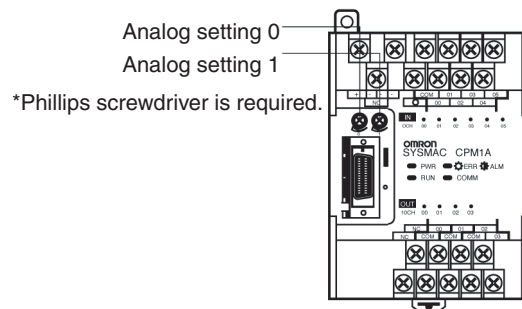 Analog setting 0
Analog setting 1
*Phillips screwdriver is required.
+ - + -
NC COM 01 03 05
00 02 04
IN
0CH 00 01 02 03 04 05
OMRON
SYSMAC CPM1A
PWR ERR ALM
RUN COMM
OUT
10CH 00 01 02 03
NC 00 01 02
NC COM COM COM 03